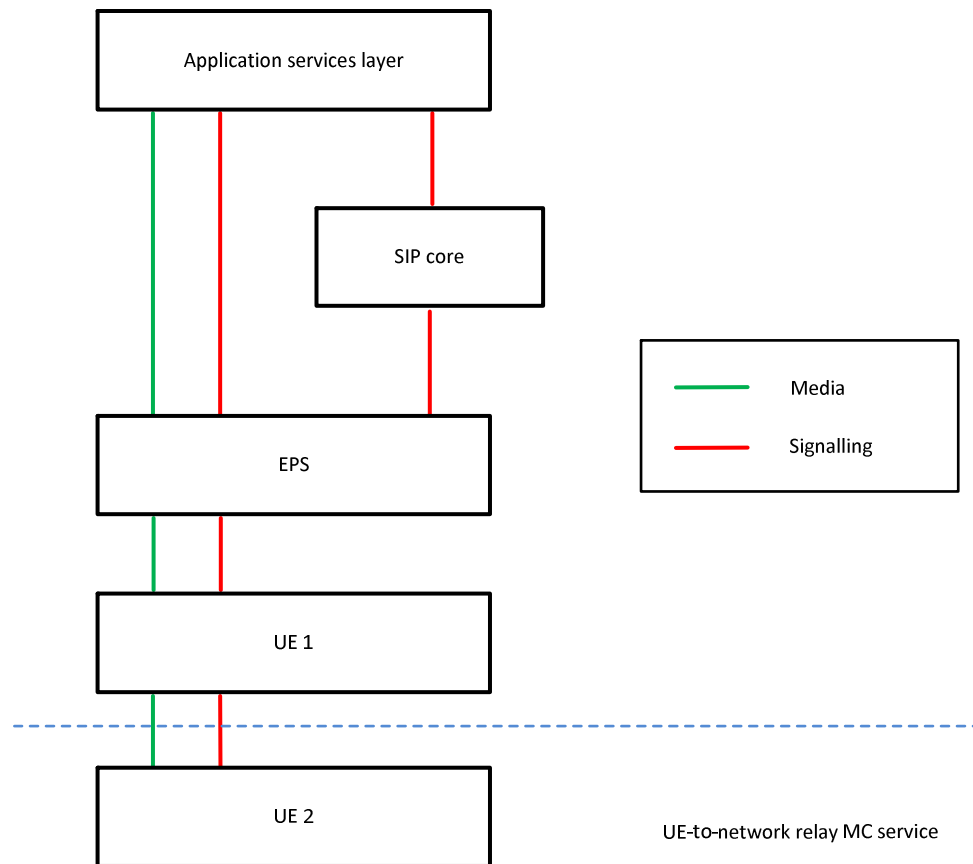 Application services layer
SIP core
Media
Signalling
EPS
UE 1
UE 2
UE-to-network relay MC service